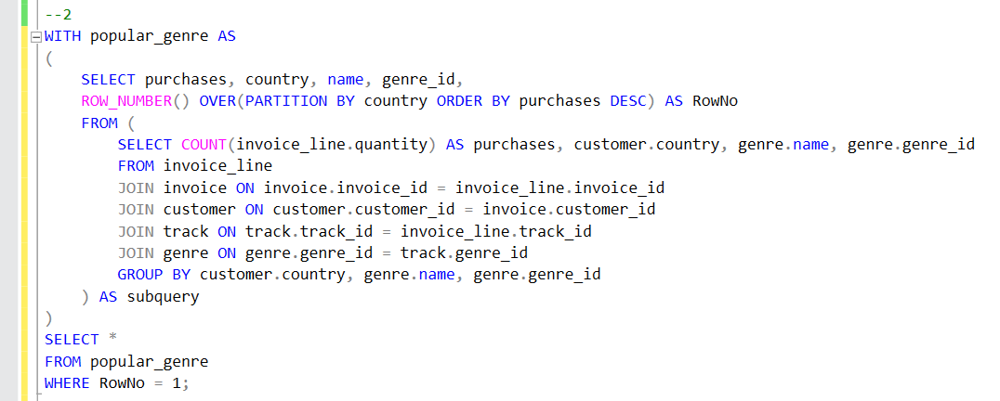 --2
WITH popular_genre AS
(
    SELECT purchases, country, name, genre_id,
    ROW_NUMBER() OVER(PARTITION BY country ORDER BY purchases DESC) AS RowNo
    FROM (
        SELECT COUNT(invoice_line.quantity) AS purchases, customer.country, genre.name, genre.genre_id
        FROM invoice_line
        JOIN invoice ON invoice.invoice_id = invoice_line.invoice_id
        JOIN customer ON customer.customer_id = invoice.customer_id
        JOIN track ON track.track_id = invoice_line.track_id
        JOIN genre ON genre.genre_id = track.genre_id
        GROUP BY customer.country, genre.name, genre.genre_id
    ) AS subquery
)
SELECT *
FROM popular_genre
WHERE RowNo = 1;